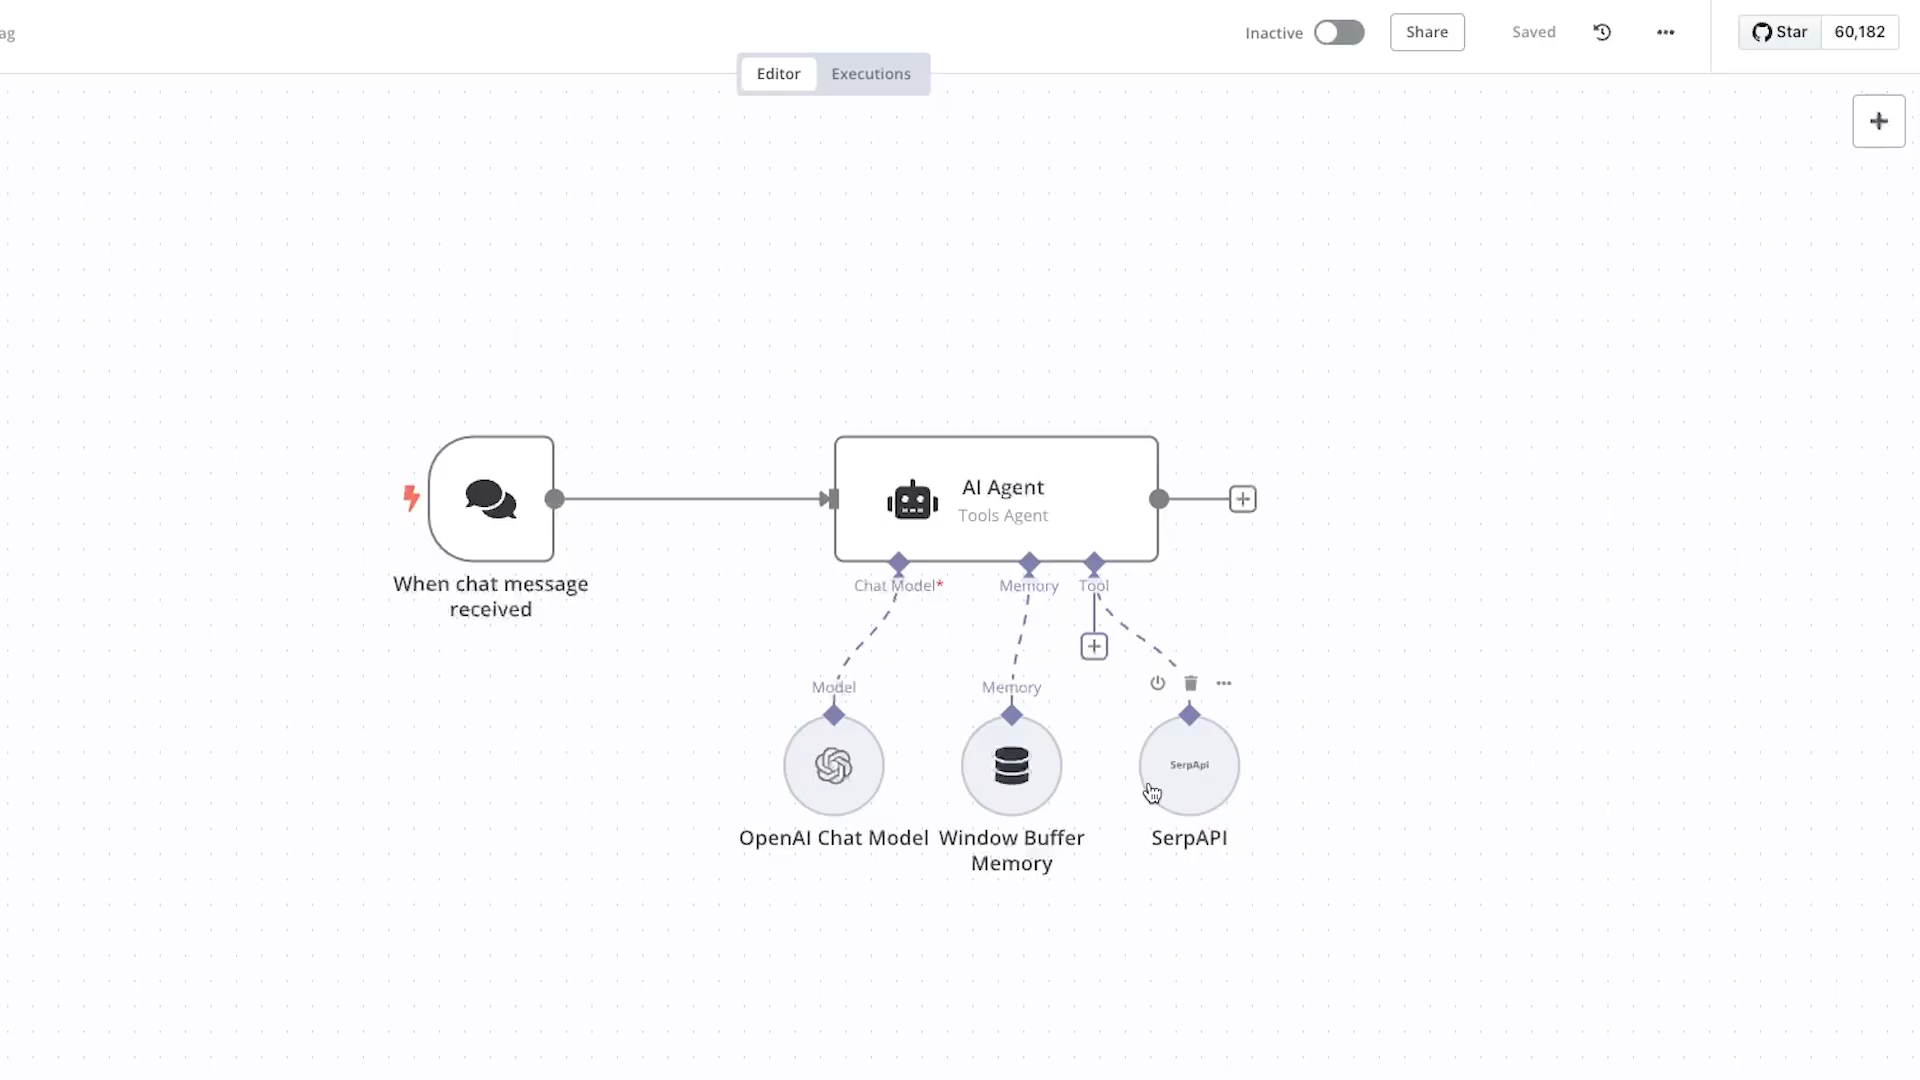 ag
Inactive
Share
Saved
Star
60,182
Editor
Executions
AI Agent
Tools Agent
When chat message
received
Chat Model*
Memory
Tool
Model
Memory
SerpApi
OpenAI Chat Model
Window Buffer
Memory
SerpAPI